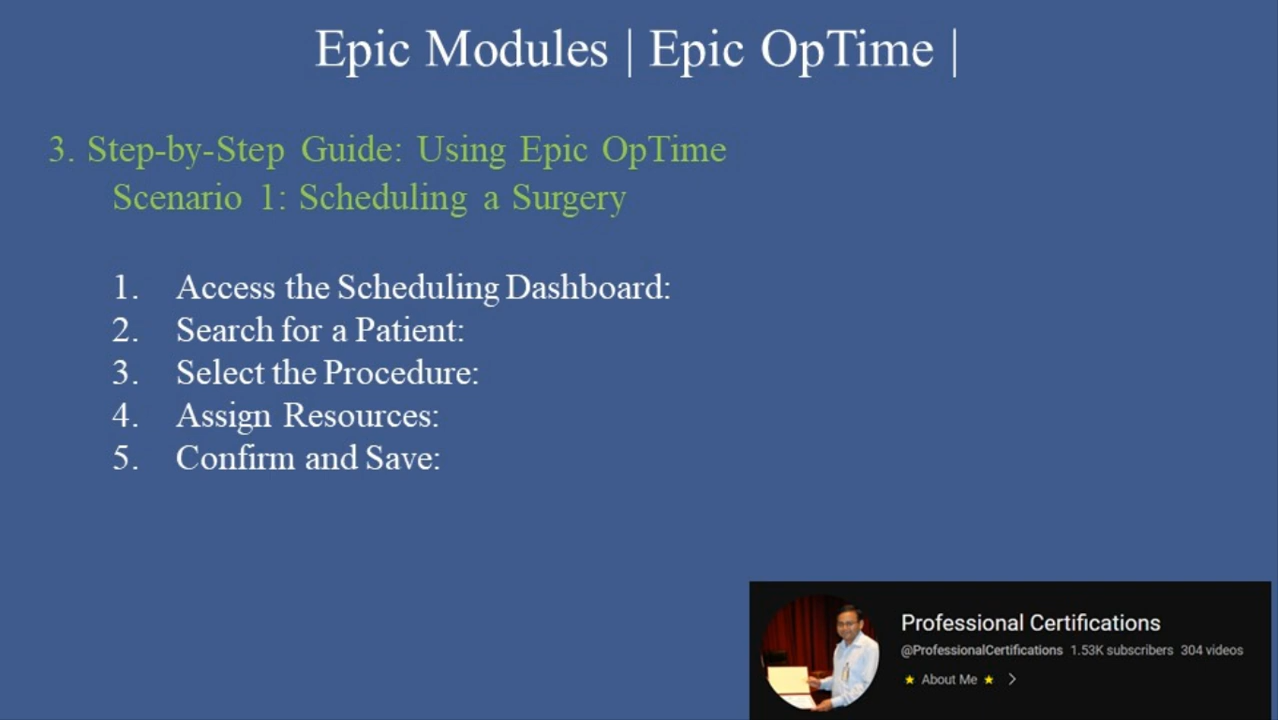 Epic Modules | Epic OpTime |
3. Step-by-Step Guide: Using Epic OpTime
Scenario 1: Scheduling a Surgery
1. Access the Scheduling Dashboard:
2. Search for a Patient:
3. Select the Procedure:
4. Assign Resources:
5. Confirm and Save:
Professional Certifications
@ProfessionalCertifications 1.53K subscribers 304 videos
★ About Me ★ >